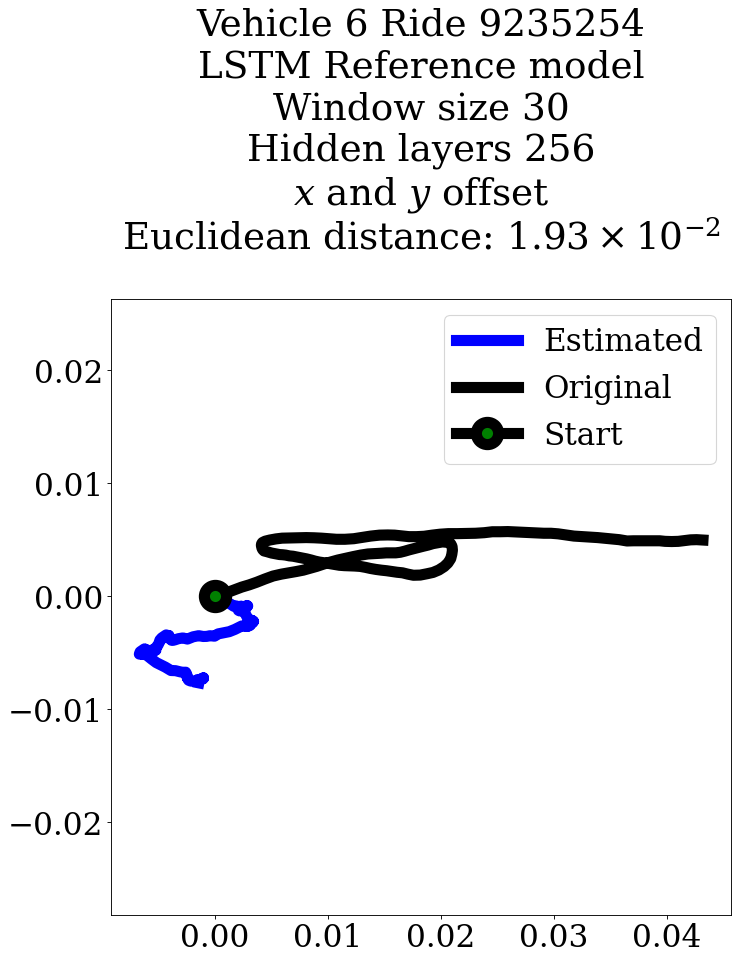 Vehicle 6 Ride 9235254
LSTM Reference model
Window size 30
Hidden layers 256
x and y offset
Euclidean distance: 1.93 × 10⁻²
Estimated
Original
Start
0.02
0.01
0.00
−0.01
−0.02
0.00 0.01 0.02 0.03 0.04